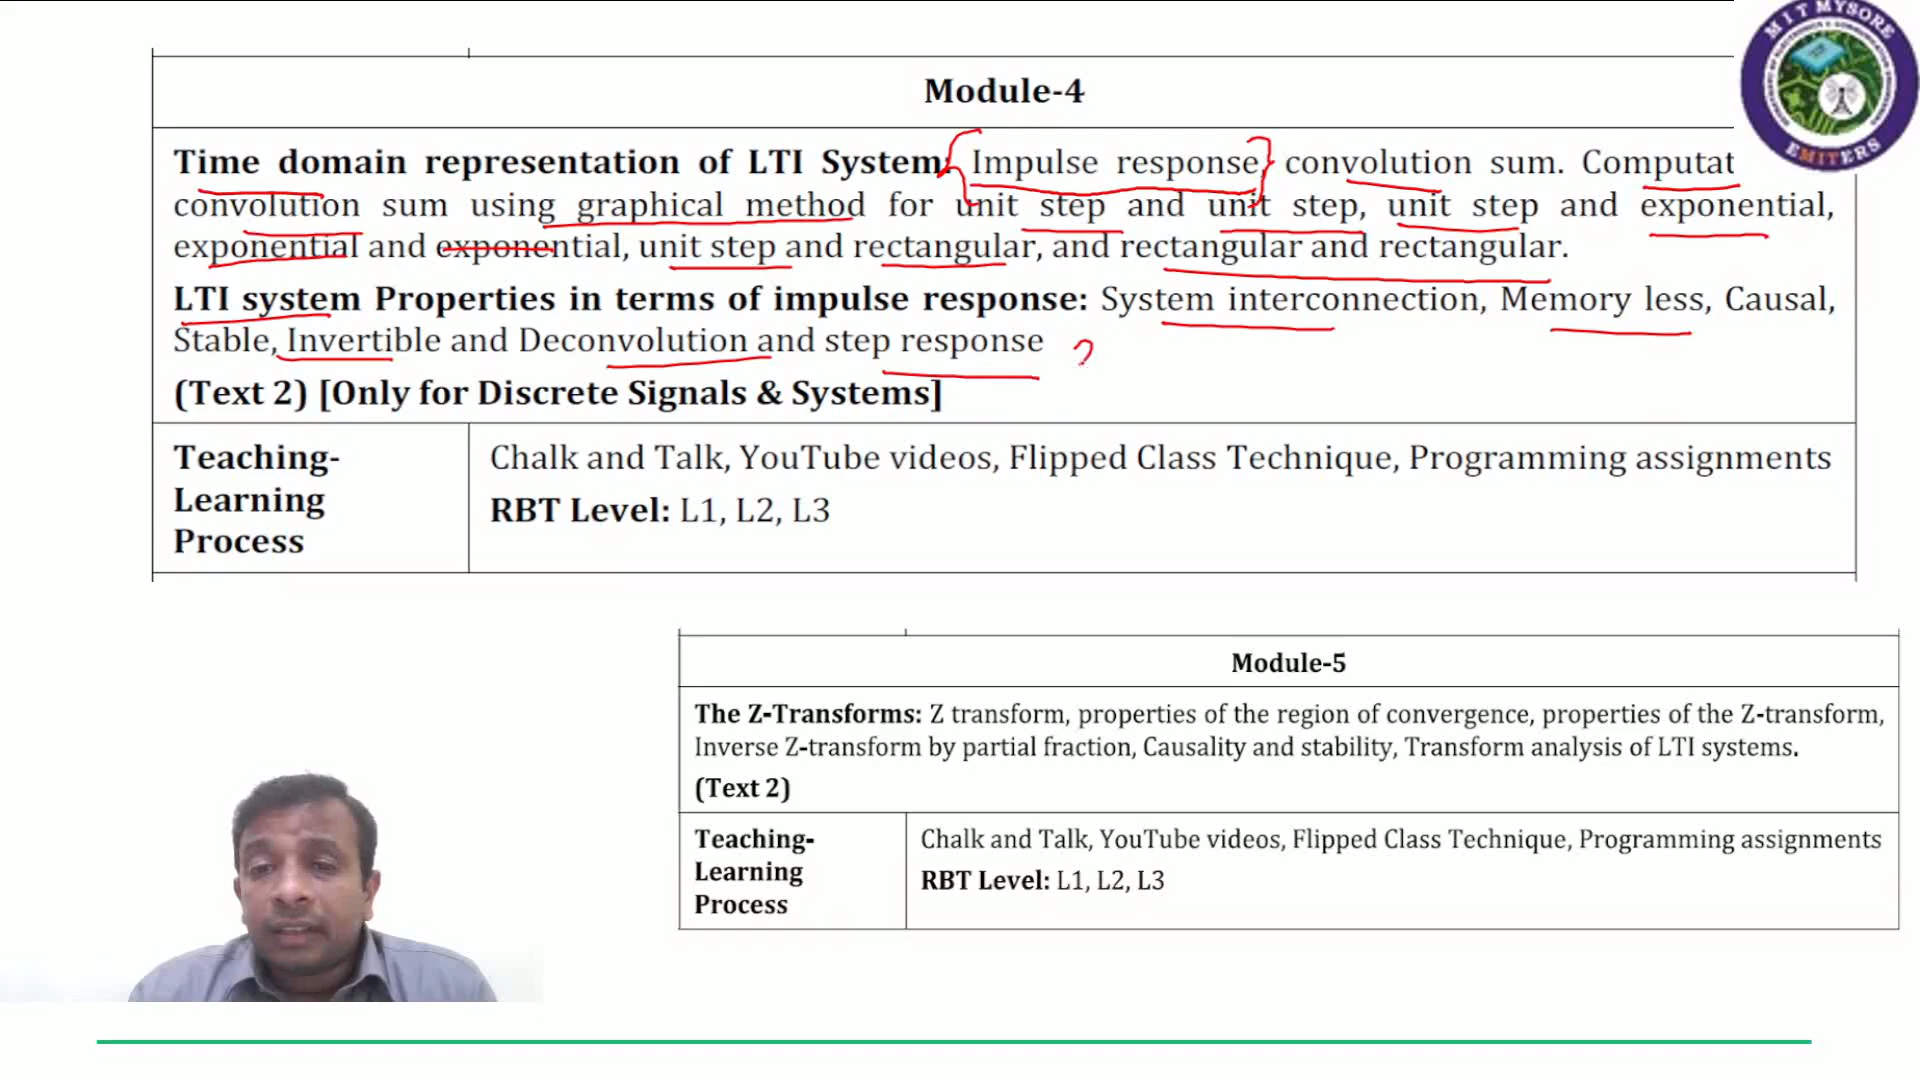 MIT MYSORE
EMITERS
Module-4
Time domain representation of LTI System: Impulse response, convolution sum. Computat
convolution sum using graphical method for unit step and unit step, unit step and exponential,
exponential and exponential, unit step and rectangular, and rectangular and rectangular.
LTI system Properties in terms of impulse response: System interconnection, Memory less, Causal,
Stable, Invertible and Deconvolution and step response
(Text 2) [Only for Discrete Signals & Systems]
Teaching-
Learning
Process
Chalk and Talk, YouTube videos, Flipped Class Technique, Programming assignments
RBT Level: L1, L2, L3
Module-5
The Z-Transforms: Z transform, properties of the region of convergence, properties of the Z-transform,
Inverse Z-transform by partial fraction, Causality and stability, Transform analysis of LTI systems.
(Text 2)
Teaching-
Learning
Process
Chalk and Talk, YouTube videos, Flipped Class Technique, Programming assignments
RBT Level: L1, L2, L3